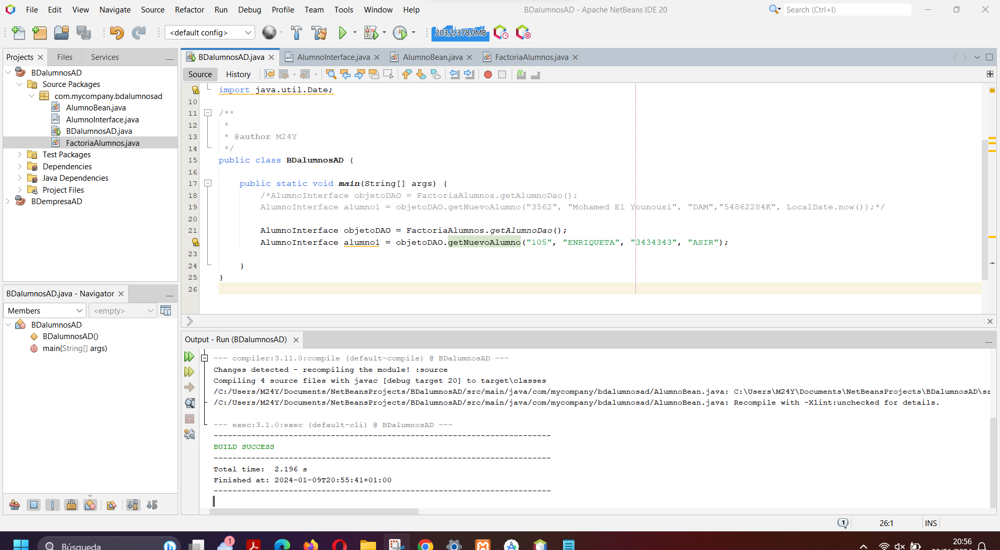 File Edit View Navigate Source Refactor Run Debug Profile Team Tools Window Help
BDalumnosAD - Apache NetBeans IDE 20
Search (Ctrl+I)
<default config>
203,2/378,0MB
Projects Files Services
BDalumnosAD.java AlumnoInterface.java AlumnoBean.java FactoriaAlumnos.java
Source History
BDalumnosAD
Source Packages
com.mycompany.bdalumnosad
AlumnoBean.java
AlumnoInterface.java
BDalumnosAD.java
FactoriaAlumnos.java
Test Packages
Dependencies
Java Dependencies
Project Files
BDempresaAD
import java.util.Date;
10
11 /**
12 *
13 * @author M24Y
14 */
15 public class BDalumnosAD {
16
17 public static void main(String[] args) {
18 /*AlumnoInterface objetoDAO = FactoriaAlumnos.getAlumnoDao();
19 AlumnoInterface alumno1 = objetoDAO.getNuevoAlumno("3562", "Mohamed El Younousi", "DAM","54862284K", LocalDate.now());*/
20
21 AlumnoInterface objetoDAO = FactoriaAlumnos.getAlumnoDao();
AlumnoInterface alumno1 = objetoDAO.getNuevoAlumno("105", "ENRIQUETA", "3434343", "ASIR");
23
24 }
25 }
26
BDalumnosAD.java - Navigator
Members <empty>
BDalumnosAD
BDalumnosAD()
main(String[] args)
Output - Run (BDalumnosAD)
--- compiler:3.11.0:compile (default-compile) @ BDalumnosAD ---
Changes detected - recompiling the module! :source
Compiling 4 source files with javac [debug target 20] to target\classes
/C:/Users/M24Y/Documents/NetBeansProjects/BDalumnosAD/src/main/java/com/mycompany/bdalumnosad/AlumnoBean.java: C:\Users\M24Y\Documents\NetBeansProjects\BDalumnosAD\sr
/C:/Users/M24Y/Documents/NetBeansProjects/BDalumnosAD/src/main/java/com/mycompany/bdalumnosad/AlumnoBean.java: Recompile with -Xlint:unchecked for details.
--- exec:3.1.0:exec (default-cli) @ BDalumnosAD ---
------------------------------------------------------------------------
BUILD SUCCESS
------------------------------------------------------------------------
Total time: 2.196 s
Finished at: 2024-01-09T20:55:41+01:00
------------------------------------------------------------------------
1
26:1 INS
Búsqueda
1
20:56